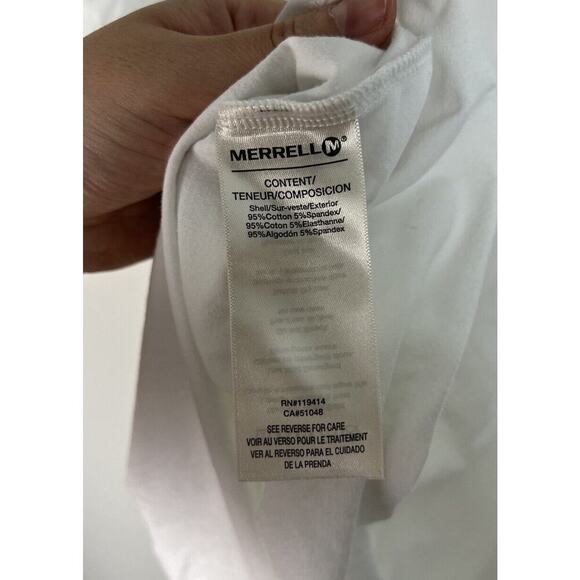 MERRELL M®
CONTENT/
TENEUR/COMPOSICION
Shell/Sur-veste/Exterior
95%Cotton 5%Spandex/
95%Coton 5%Elasthanne/
95%Algodón 5%Spandex
RN#119414
CA#51048
SEE REVERSE FOR CARE
VOIR AU VERSO POUR LE TRAITEMENT
VER AL REVERSO PARA EL CUIDADO
DE LA PRENDA